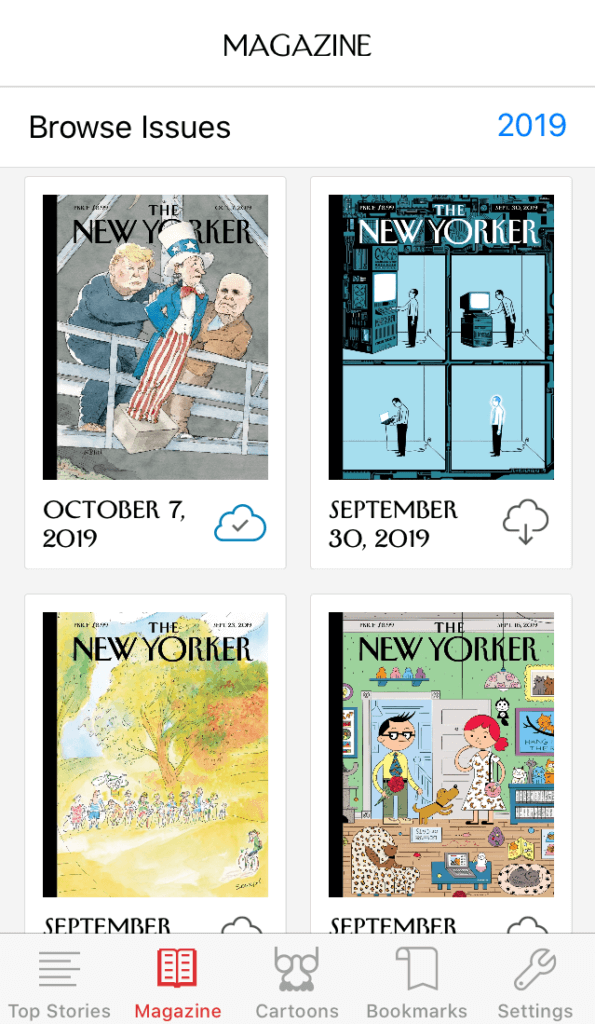 MAGAZINE
Browse Issues
2019
PRICE $8.99
THE
OCT. 7, 2019
NEW YORKER
OCTOBER 7,
2019
PRICE $8.99
THE
SEPT. 30, 2019
NEW YORKER
SEPTEMBER
30, 2019
PRICE $8.99
THE
SEPT. 23, 2019
NEW YORKER
SEPTEMBER
PRICE $8.99
THE
SEPT. 16, 2019
NEW YORKER
HANG
THE
SEPTEMBER
Top Stories
Magazine
Cartoons
Bookmarks
Settings